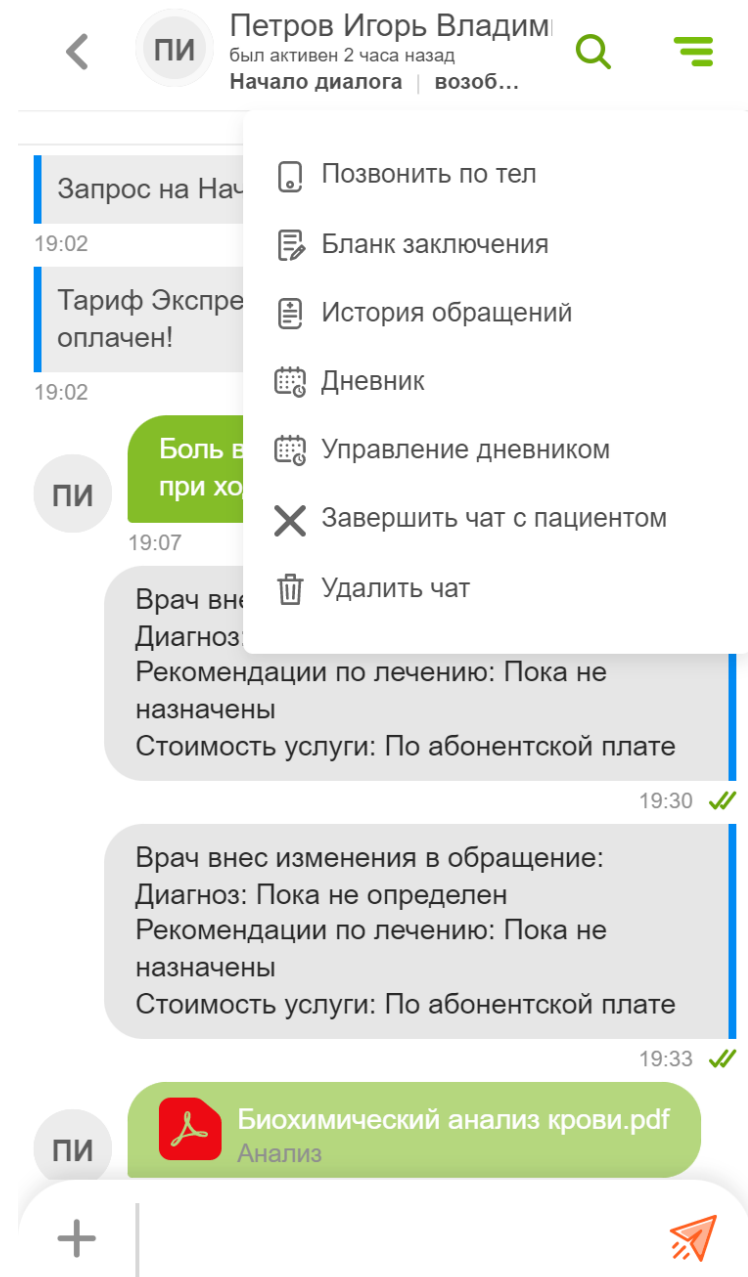 Петров Игорь Владим
ПИ
был активен 2 часа назад
Начало диалога | возоб...
Позвонить по тел
Запрос на Нач
19:02
Бланк заключения
Тариф Экспре
оплачен!
История обращений
19:02
Дневник
Боль в
при хо
Управление дневником
ПИ
19:07
Завершить чат с пациентом
Удалить чат
Врач вне
Диагноз:
Рекомендации по лечению: Пока не
назначены
Стоимость услуги: По абонентской плате
19:30
Врач внес изменения в обращение:
Диагноз: Пока не определен
Рекомендации по лечению: Пока не
назначены
Стоимость услуги: По абонентской плате
19:33
Биохимический анализ крови.pdf
Анализ
ПИ